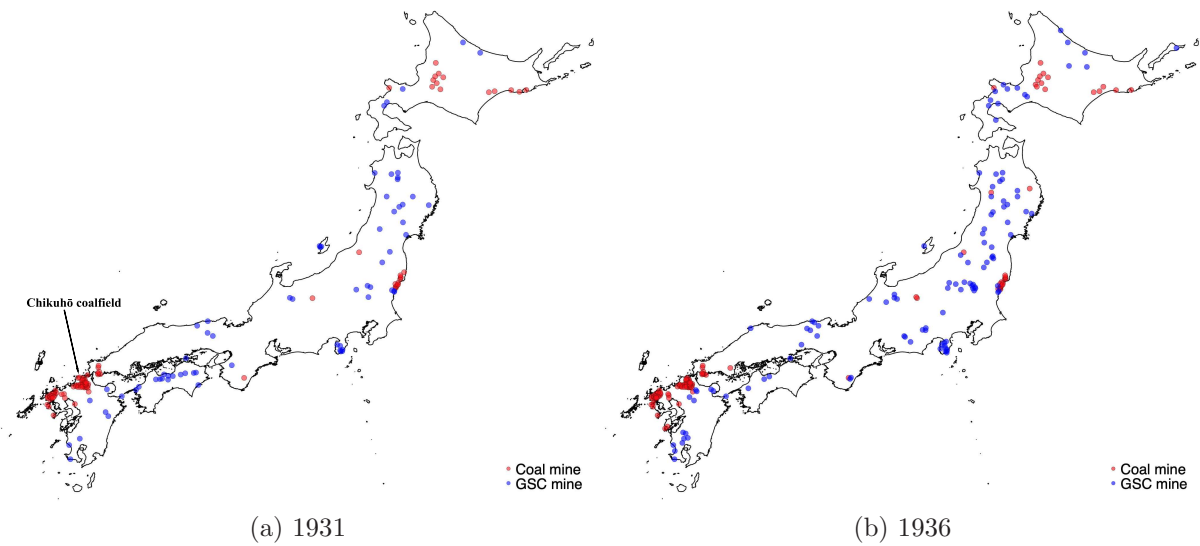 Chikuhō coalfield
Coal mine
GSC mine
Coal mine
GSC mine
(a) 1931
(b) 1936